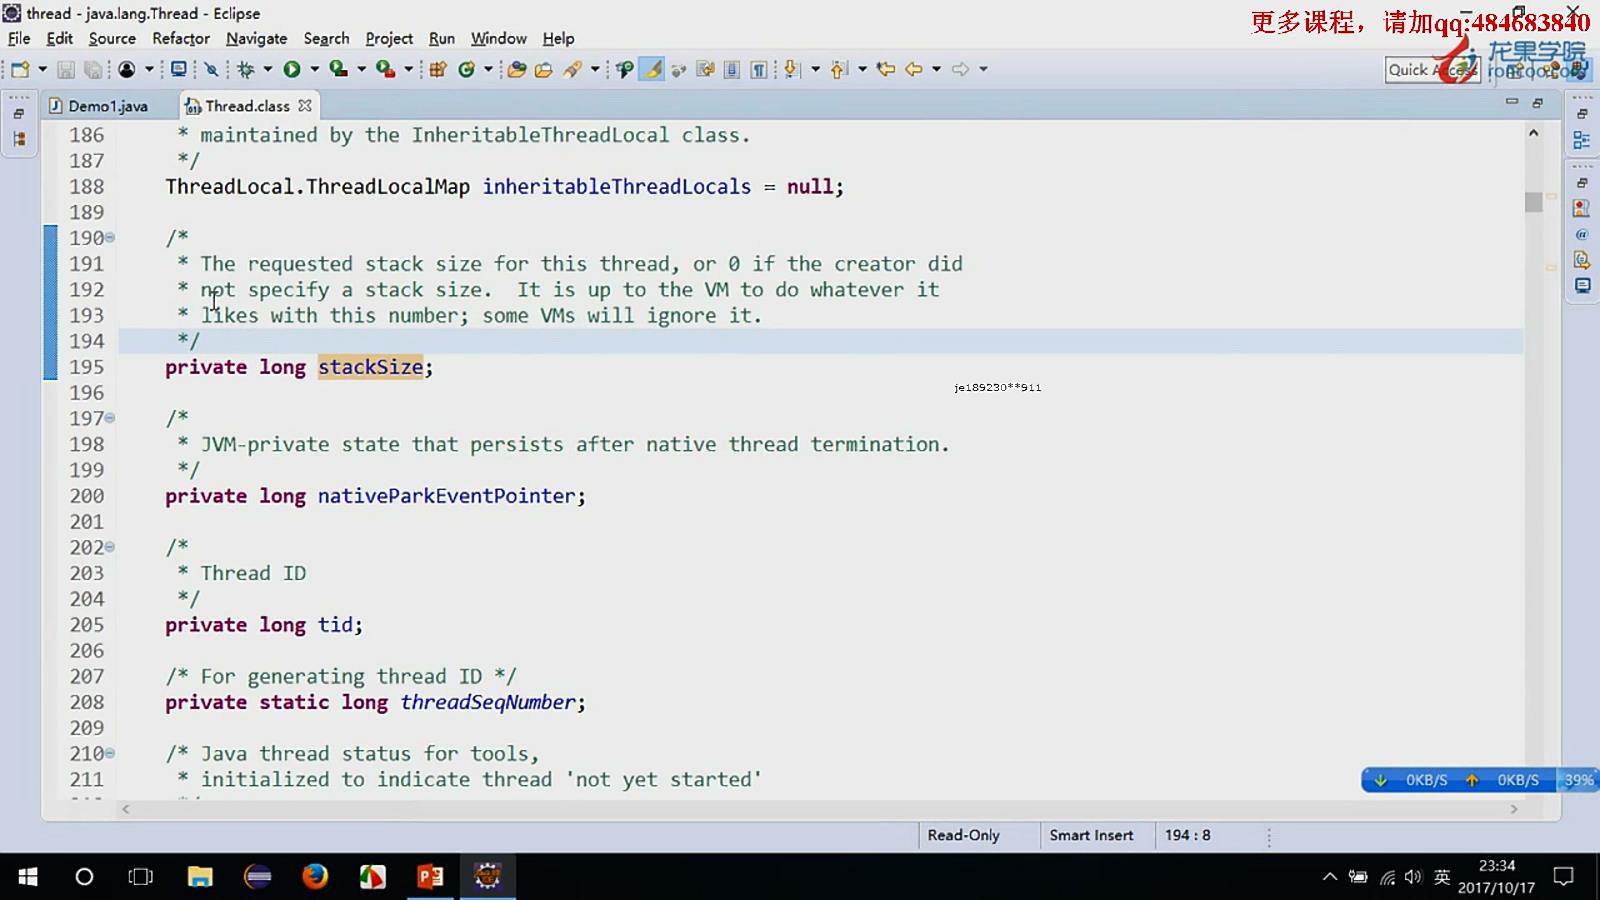 thread - java.lang.Thread - Eclipse
更多课程，请加qq:484683840
File Edit Source Refactor Navigate Search Project Run Window Help
Quick Access
龙果学院
roncoo.com
Demo1.java
Thread.class
186 * maintained by the InheritableThreadLocal class.
187 */
188 ThreadLocal.ThreadLocalMap inheritableThreadLocals = null;
189
190 /*
191 * The requested stack size for this thread, or 0 if the creator did
192 * not specify a stack size.  It is up to the VM to do whatever it
193 * likes with this number; some VMs will ignore it.
194 */
195 private long stackSize;
je189230**911
196
197 /*
198 * JVM-private state that persists after native thread termination.
199 */
200 private long nativeParkEventPointer;
201
202 /*
203 * Thread ID
204 */
205 private long tid;
206
207 /* For generating thread ID */
208 private static long threadSeqNumber;
209
210 /* Java thread status for tools,
211 * initialized to indicate thread 'not yet started'
0KB/S 0KB/S 39%
Read-Only Smart Insert 194 : 8
英
23:34
2017/10/17